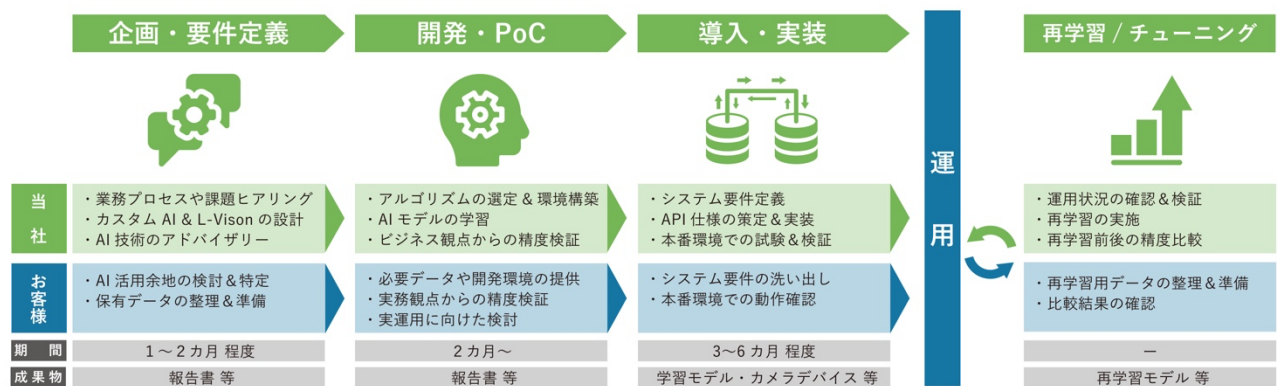 企画・要件定義
開発・PoC
導入・実装
運用
再学習 / チューニング
当社
・業務プロセスや課題ヒアリング
・カスタム AI & L-Vison の設計
・AI 技術のアドバイザリー
・アルゴリズムの選定 & 環境構築
・AI モデルの学習
・ビジネス観点からの精度検証
・システム要件定義
・API 仕様の策定&実装
・本番環境での試験&検証
・運用状況の確認&検証
・再学習の実施
・再学習前後の精度比較
お客様
・AI 活用余地の検討&特定
・保有データの整理&準備
・必要データや開発環境の提供
・実務観点からの精度検証
・実運用に向けた検討
・システム要件の洗い出し
・本番環境での動作確認
・再学習用データの整理&準備
・比較結果の確認
期間
1〜2 カ月 程度
2 カ月〜
3〜6 カ月 程度
ー
成果物
報告書 等
報告書 等
学習モデル・カメラデバイス 等
再学習モデル 等